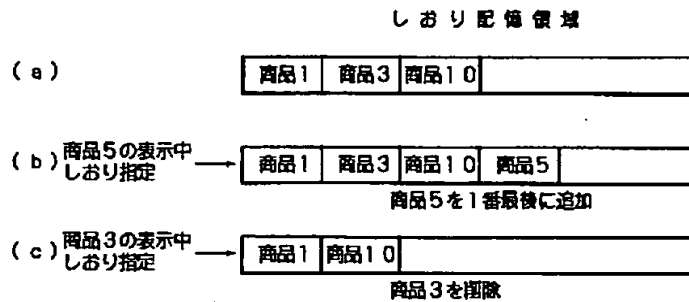 しおり記憶領域
(a) 商品1 商品3 商品10
(b) 商品5の表示中 商品1 商品3 商品10 商品5
しおり指定
商品5を1番最後に追加
(c) 商品3の表示中 商品1 商品10
しおり指定
商品3を削除